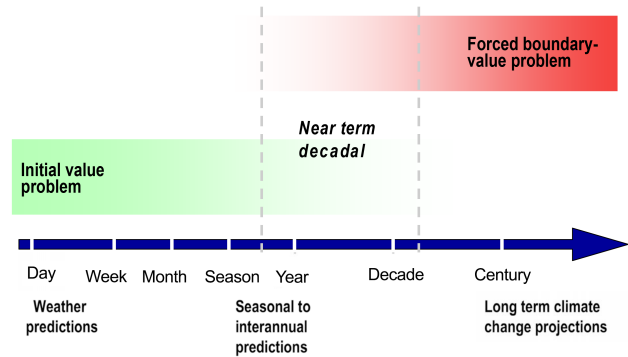 Forced boundary-
value problem
Near term
decadal
Initial value
problem
Day
Week
Month
Season
Year
Decade
Century
Weather
predictions
Seasonal to
interannual
predictions
Long term climate
change projections